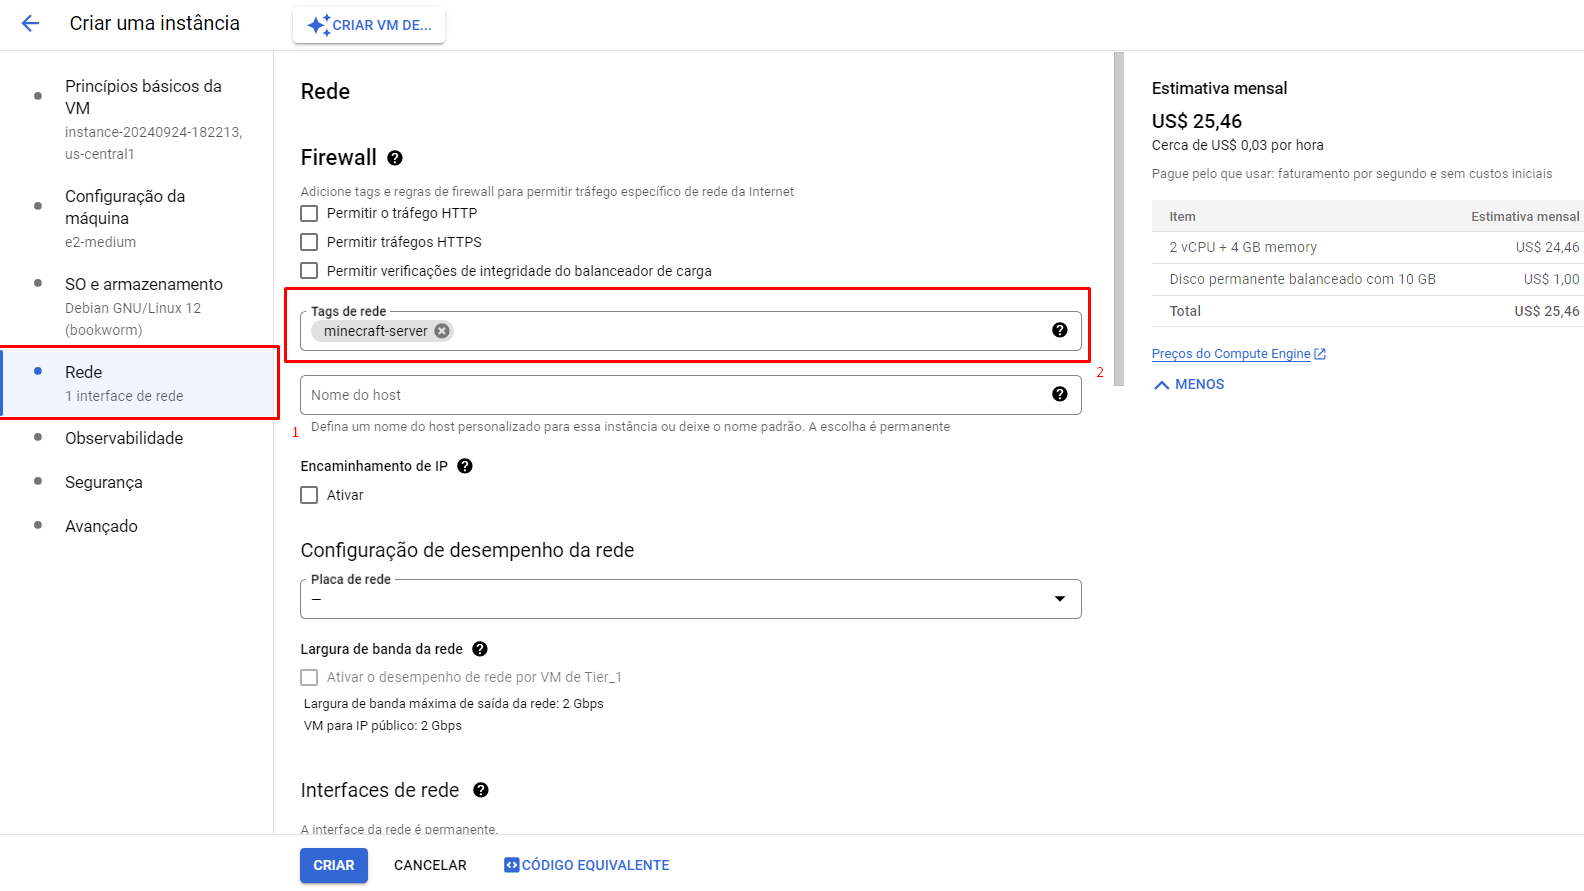 Criar uma instância
CRIAR VM DE...
Princípios básicos da
VM
instance-20240924-182213,
us-central1
Configuração da
máquina
e2-medium
SO e armazenamento
Debian GNU/Linux 12
(bookworm)
Rede
1 interface de rede
Observabilidade
Segurança
Avançado
1
Rede
Firewall
Adicione tags e regras de firewall para permitir tráfego específico de rede da Internet
Permitir o tráfego HTTP
Permitir tráfegos HTTPS
Permitir verificações de integridade do balanceador de carga
Tags de rede
minecraft-server
2
Nome do host
Defina um nome do host personalizado para essa instância ou deixe o nome padrão. A escolha é permanente
Encaminhamento de IP
Ativar
Configuração de desempenho da rede
Placa de rede
—
Largura de banda da rede
Ativar o desempenho de rede por VM de Tier_1
Largura de banda máxima de saída da rede: 2 Gbps
VM para IP público: 2 Gbps
Interfaces de rede
A interface da rede é permanente.
CRIAR
CANCELAR
CÓDIGO EQUIVALENTE
Estimativa mensal
US$ 25,46
Cerca de US$ 0,03 por hora
Pague pelo que usar: faturamento por segundo e sem custos iniciais
Item Estimativa mensal
2 vCPU + 4 GB memory US$ 24,46
Disco permanente balanceado com 10 GB US$ 1,00
Total US$ 25,46
Preços do Compute Engine
MENOS